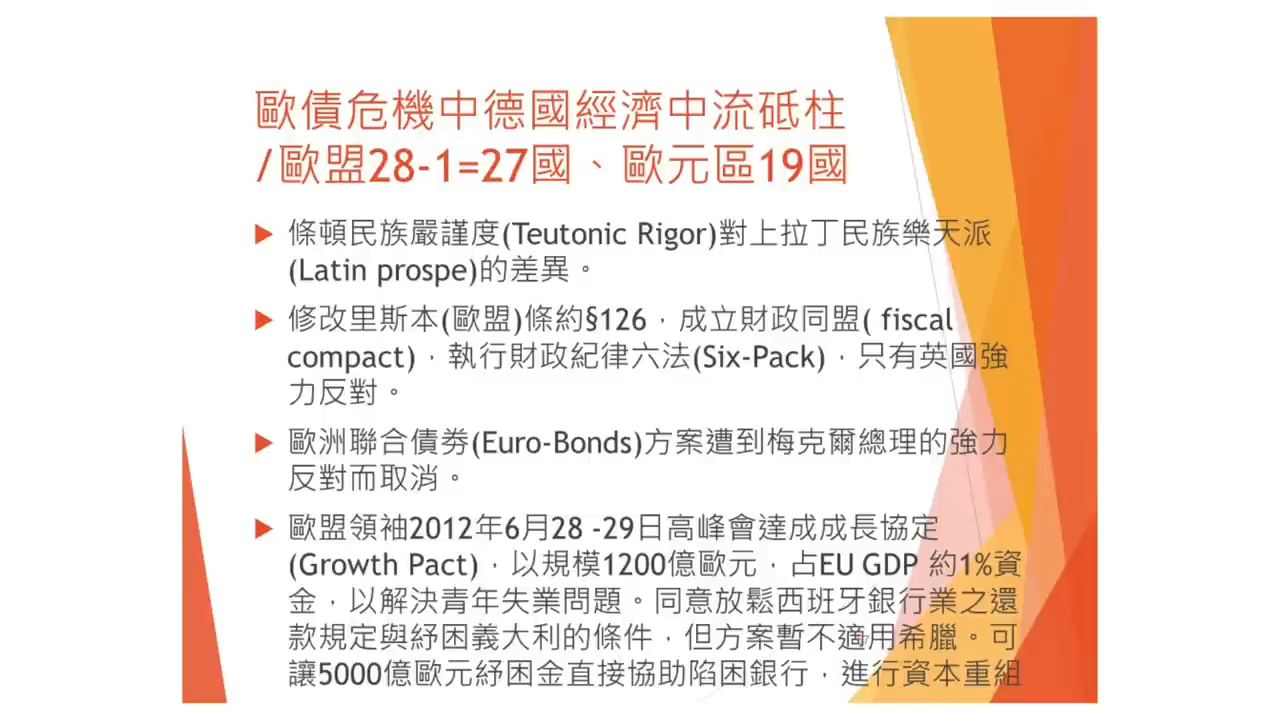 歐債危機中德國經濟中流砥柱
/歐盟28-1=27國、歐元區19國
條頓民族嚴謹度(Teutonic Rigor)對上拉丁民族樂天派
(Latin prospe)的差異。
修改里斯本(歐盟)條約§126，成立財政同盟( fiscal
compact)，執行財政紀律六法(Six-Pack)，只有英國強
力反對。
歐洲聯合債券(Euro-Bonds)方案遭到梅克爾總理的強力
反對而取消。
歐盟領袖2012年6月28 -29日高峰會達成成長協定
(Growth Pact)，以規模1200億歐元，占EU GDP 約1%資
金，以解決青年失業問題。同意放鬆西班牙銀行業之還
款規定與紓困義大利的條件，但方案暫不適用希臘。可
讓5000億歐元紓困金直接協助陷困銀行，進行資本重組